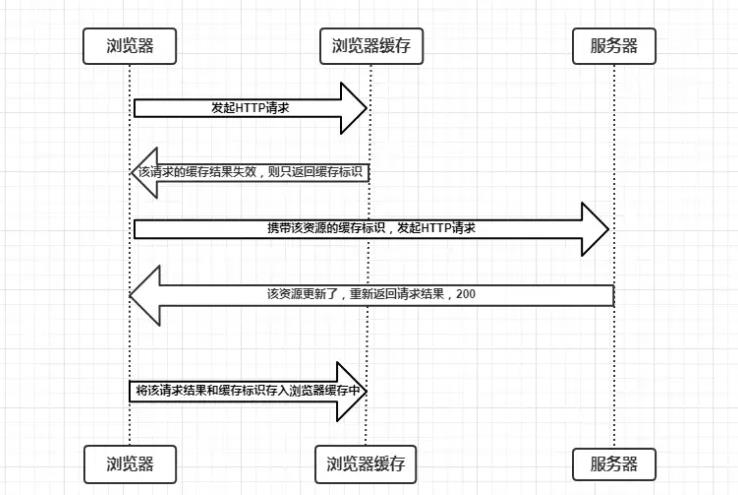 浏览器
浏览器缓存
服务器
发起HTTP请求
该请求的缓存结果失效，则只返回缓存标识
携带该资源的缓存标识，发起HTTP请求
该资源更新了，重新返回请求结果，200
将该请求结果和缓存标识存入浏览器缓存中
浏览器
浏览器缓存
服务器